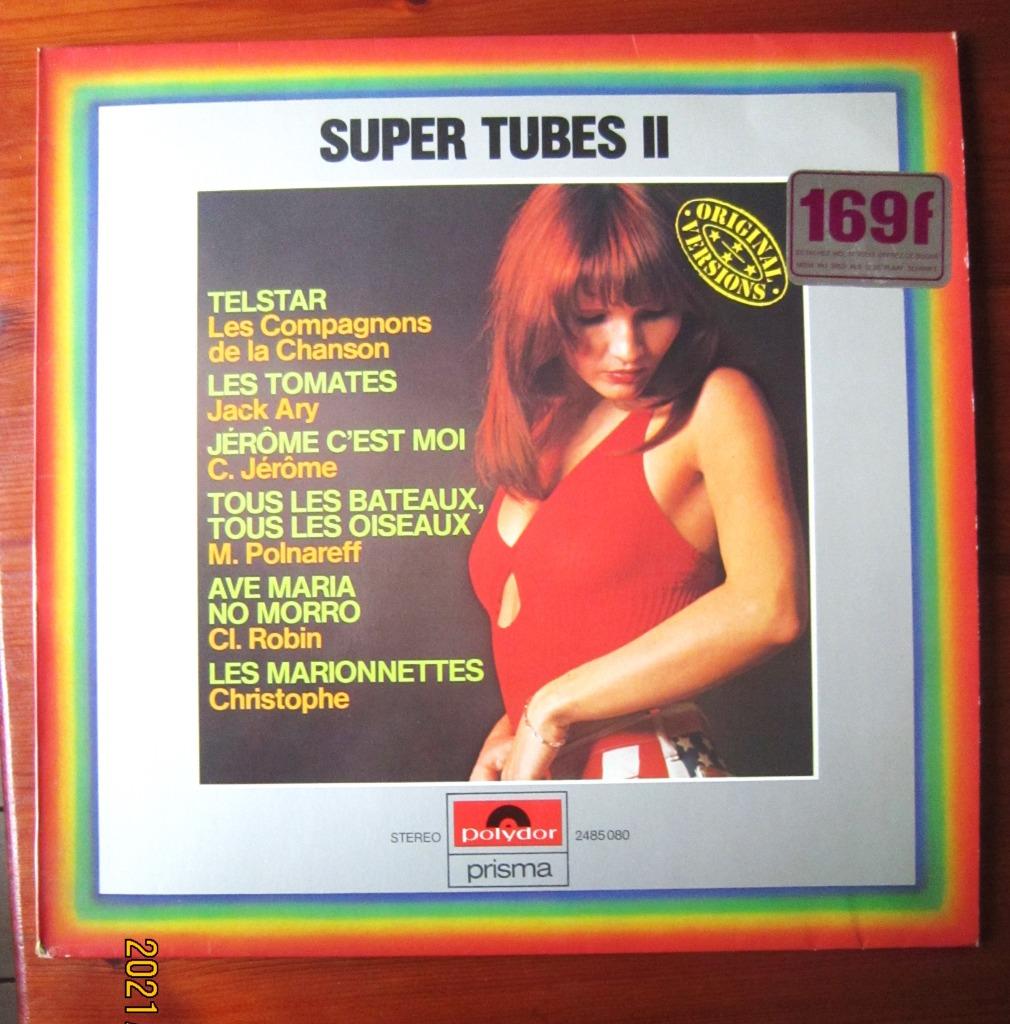 SUPER TUBES II
169f
ORIGINAL
VERSIONS
TELSTAR
Les Compagnons
de la Chanson
LES TOMATES
Jack Ary
JÉRÔME C'EST MOI
C. Jérôme
TOUS LES BATEAUX,
TOUS LES OISEAUX
M. Polnareff
AVE MARIA
NO MORRO
Cl. Robin
LES MARIONNETTES
Christophe
STEREO polydor 2485 080
prisma
2021